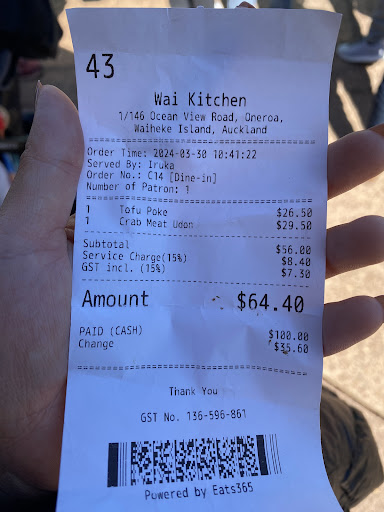 43
Wai Kitchen
1/146 Ocean View Road, Oneroa,
Waiheke Island, Auckland
Order Time: 2024-03-30 10:41:22
Served By: Iruka
Order No.: C14 [Dine-in]
Number of Patron: 1
1 Tofu Poke $26.50
1 Crab Meat Udon $29.50
Subtotal $56.00
Service Charge(15%) $8.40
GST incl. (15%) $7.30
Amount $64.40
PAID (CASH) $100.00
Change $35.60
Thank You
GST No. 136-596-861
Powered by Eats365